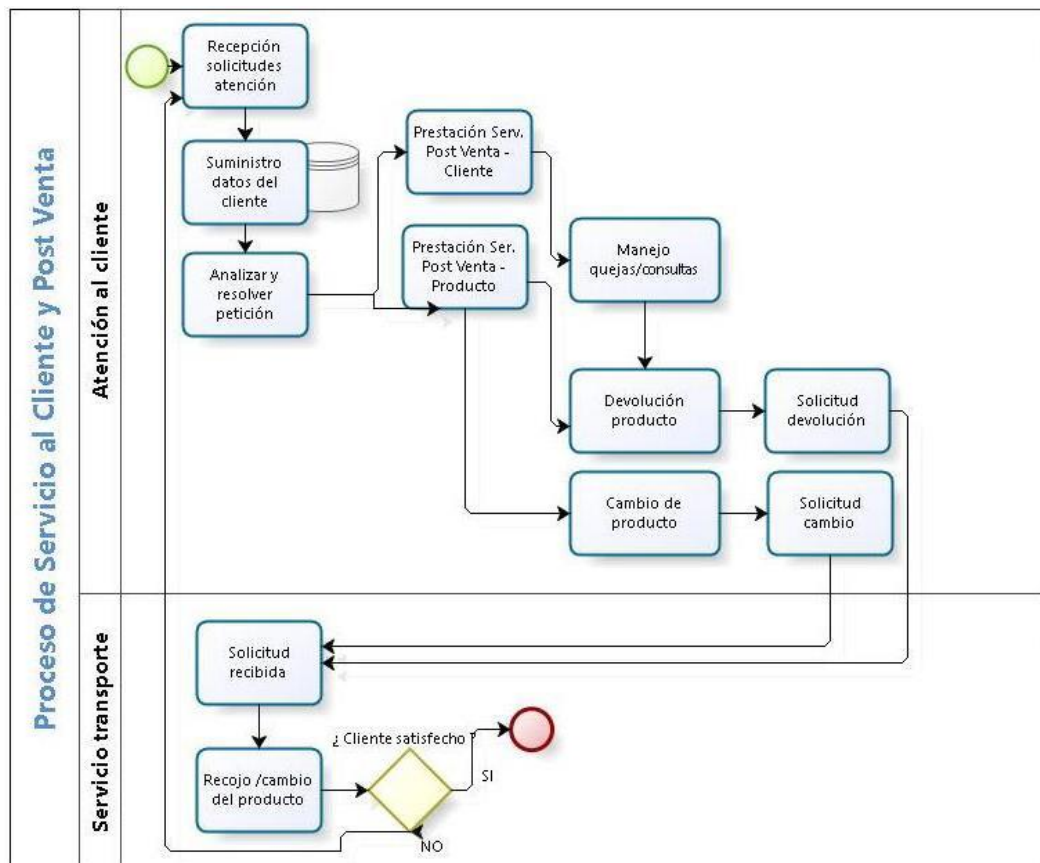 Proceso de Servicio al Cliente y Post Venta
Atención al cliente
Recepción
solicitudes
atención
Suministro
datos del
cliente
Analizar y
resolver
petición
Prestación Serv.
Post Venta -
Cliente
Prestación Ser.
Post Venta -
Producto
Manejo
quejas/consultas
Devolución
producto
Solicitud
devolución
Cambio de
producto
Solicitud
cambio
Servicio transporte
Solicitud
recibida
Recojo /cambio
del producto
¿ Cliente satisfecho ?
SI
NO